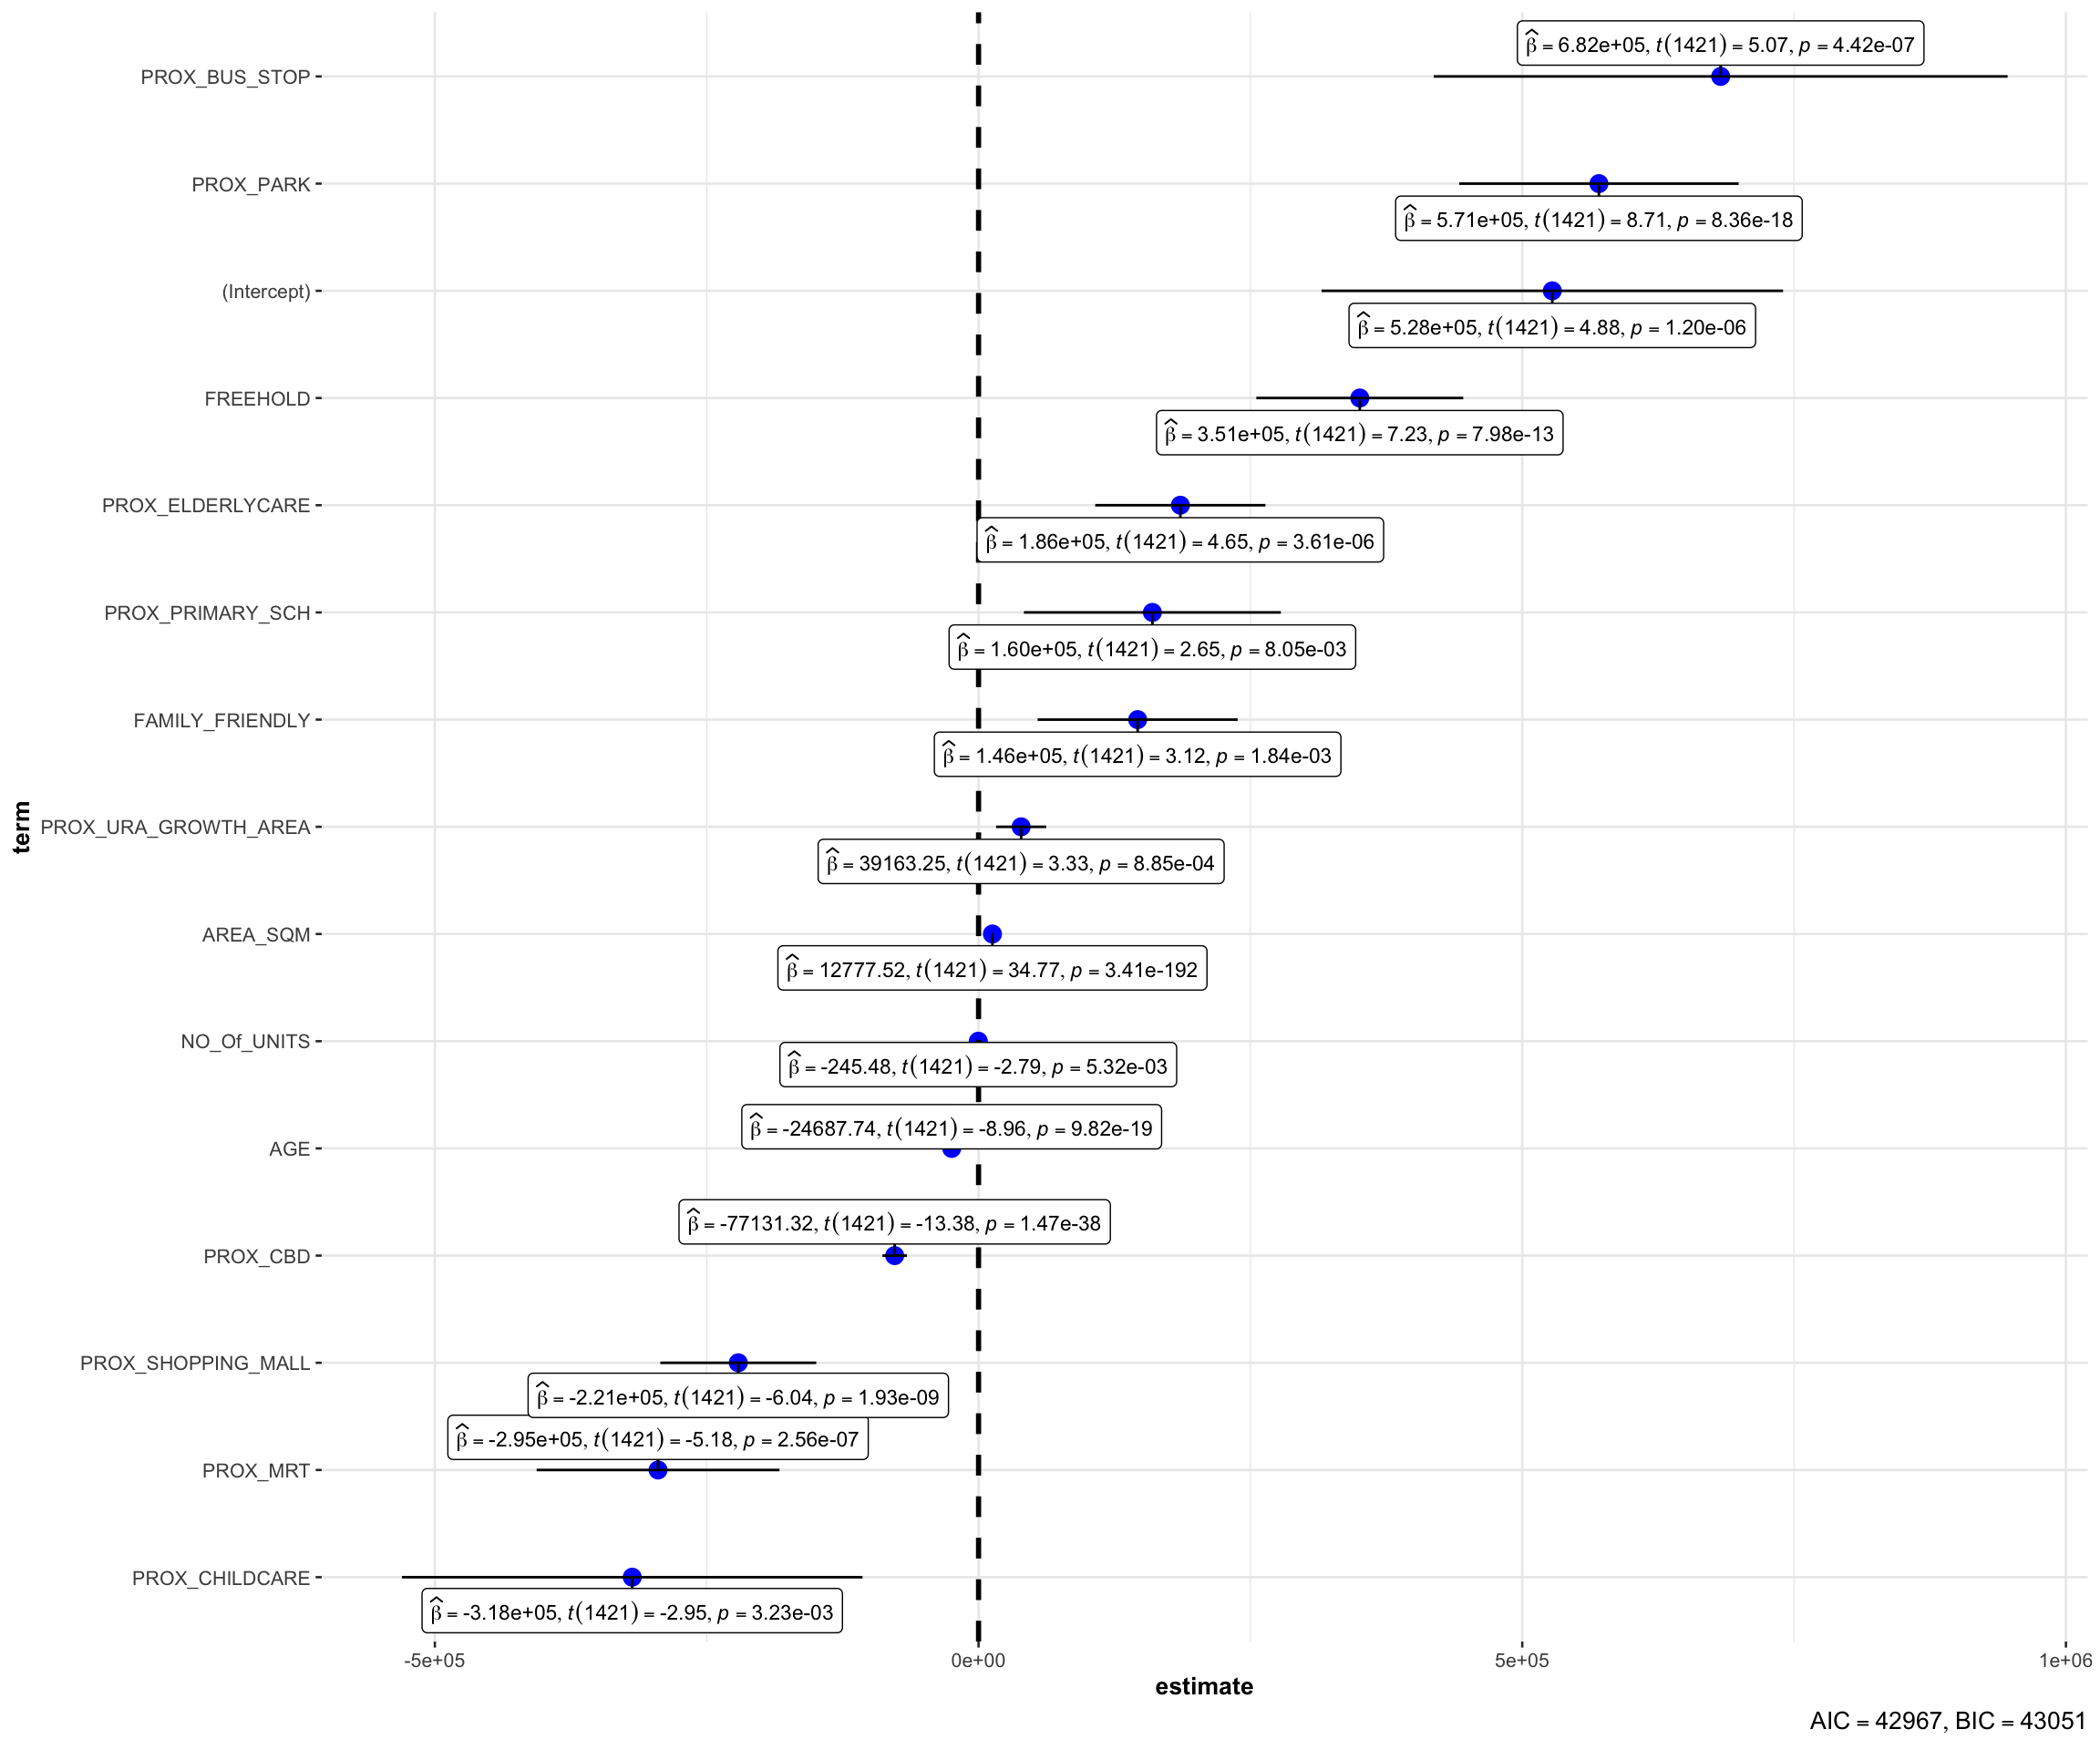 PROX_BUS_STOP
β̂ = 6.82e+05, t(1421) = 5.07, p = 4.42e-07
PROX_PARK
β̂ = 5.71e+05, t(1421) = 8.71, p = 8.36e-18
(Intercept)
β̂ = 5.28e+05, t(1421) = 4.88, p = 1.20e-06
FREEHOLD
β̂ = 3.51e+05, t(1421) = 7.23, p = 7.98e-13
PROX_ELDERLYCARE
β̂ = 1.86e+05, t(1421) = 4.65, p = 3.61e-06
PROX_PRIMARY_SCH
β̂ = 1.60e+05, t(1421) = 2.65, p = 8.05e-03
FAMILY_FRIENDLY
β̂ = 1.46e+05, t(1421) = 3.12, p = 1.84e-03
term
PROX_URA_GROWTH_AREA
β̂ = 39163.25, t(1421) = 3.33, p = 8.85e-04
AREA_SQM
β̂ = 12777.52, t(1421) = 34.77, p = 3.41e-192
NO_Of_UNITS
β̂ = -245.48, t(1421) = -2.79, p = 5.32e-03
β̂ = -24687.74, t(1421) = -8.96, p = 9.82e-19
AGE
β̂ = -77131.32, t(1421) = -13.38, p = 1.47e-38
PROX_CBD
PROX_SHOPPING_MALL
β̂ = -2.21e+05, t(1421) = -6.04, p = 1.93e-09
β̂ = -2.95e+05, t(1421) = -5.18, p = 2.56e-07
PROX_MRT
PROX_CHILDCARE
β̂ = -3.18e+05, t(1421) = -2.95, p = 3.23e-03
-5e+05 0e+00 5e+05 1e+06
estimate
AIC = 42967, BIC = 43051